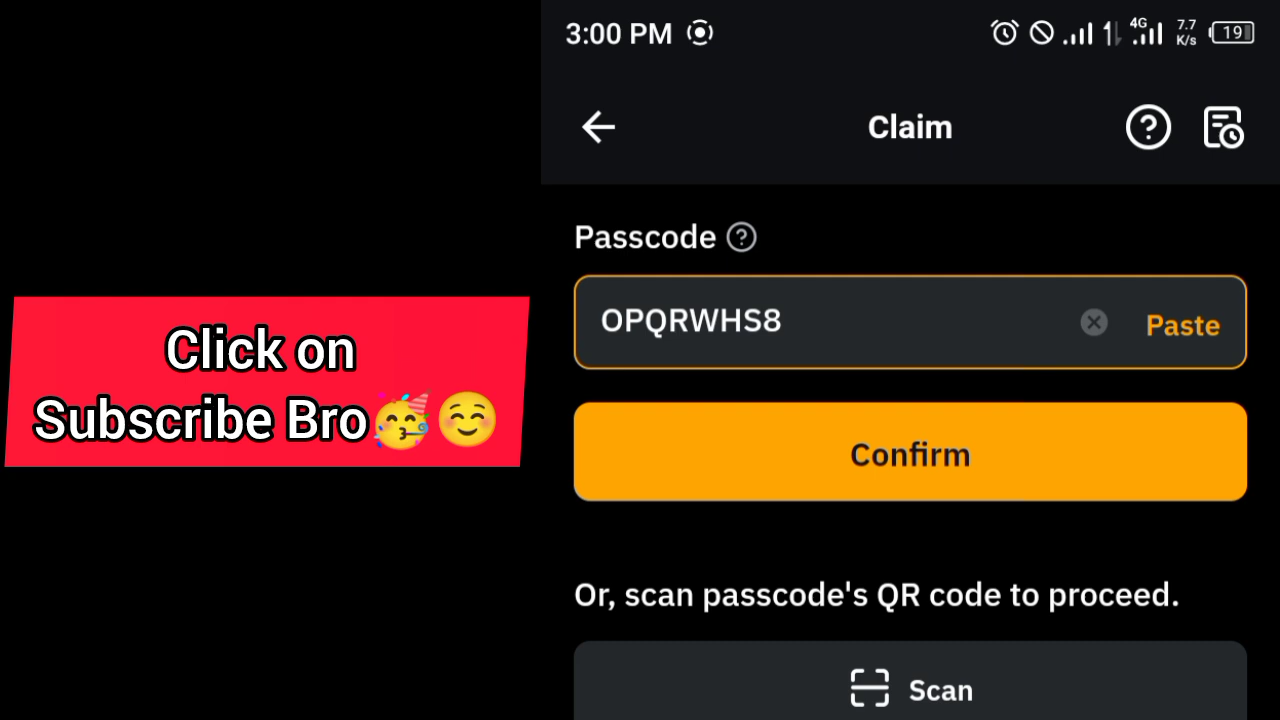 3:00 PM
4G
7.7
K/s
19
Claim
Passcode
OPQRWHS8
Paste
Confirm
Or, scan passcode's QR code to proceed.
Scan
Click on
Subscribe Bro🥳☺️